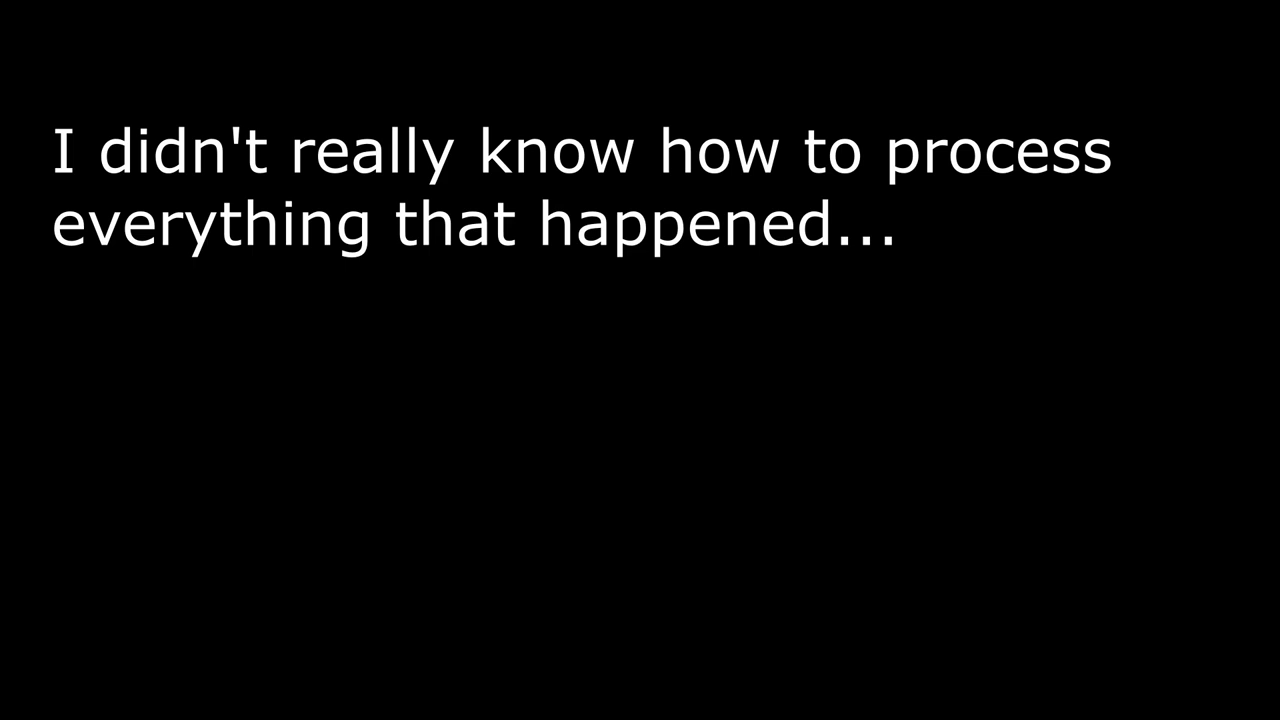 I didn't really know how to process
everything that happened...